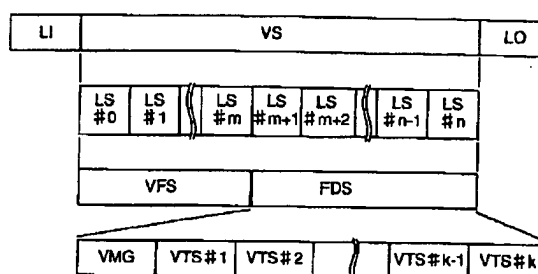 LI VS LO
LS #0 LS #1 LS #m LS #m+1 LS #m+2 LS #n-1 LS #n
VFS FDS
VMG VTS#1 VTS#2 VTS#k-1 VTS#k